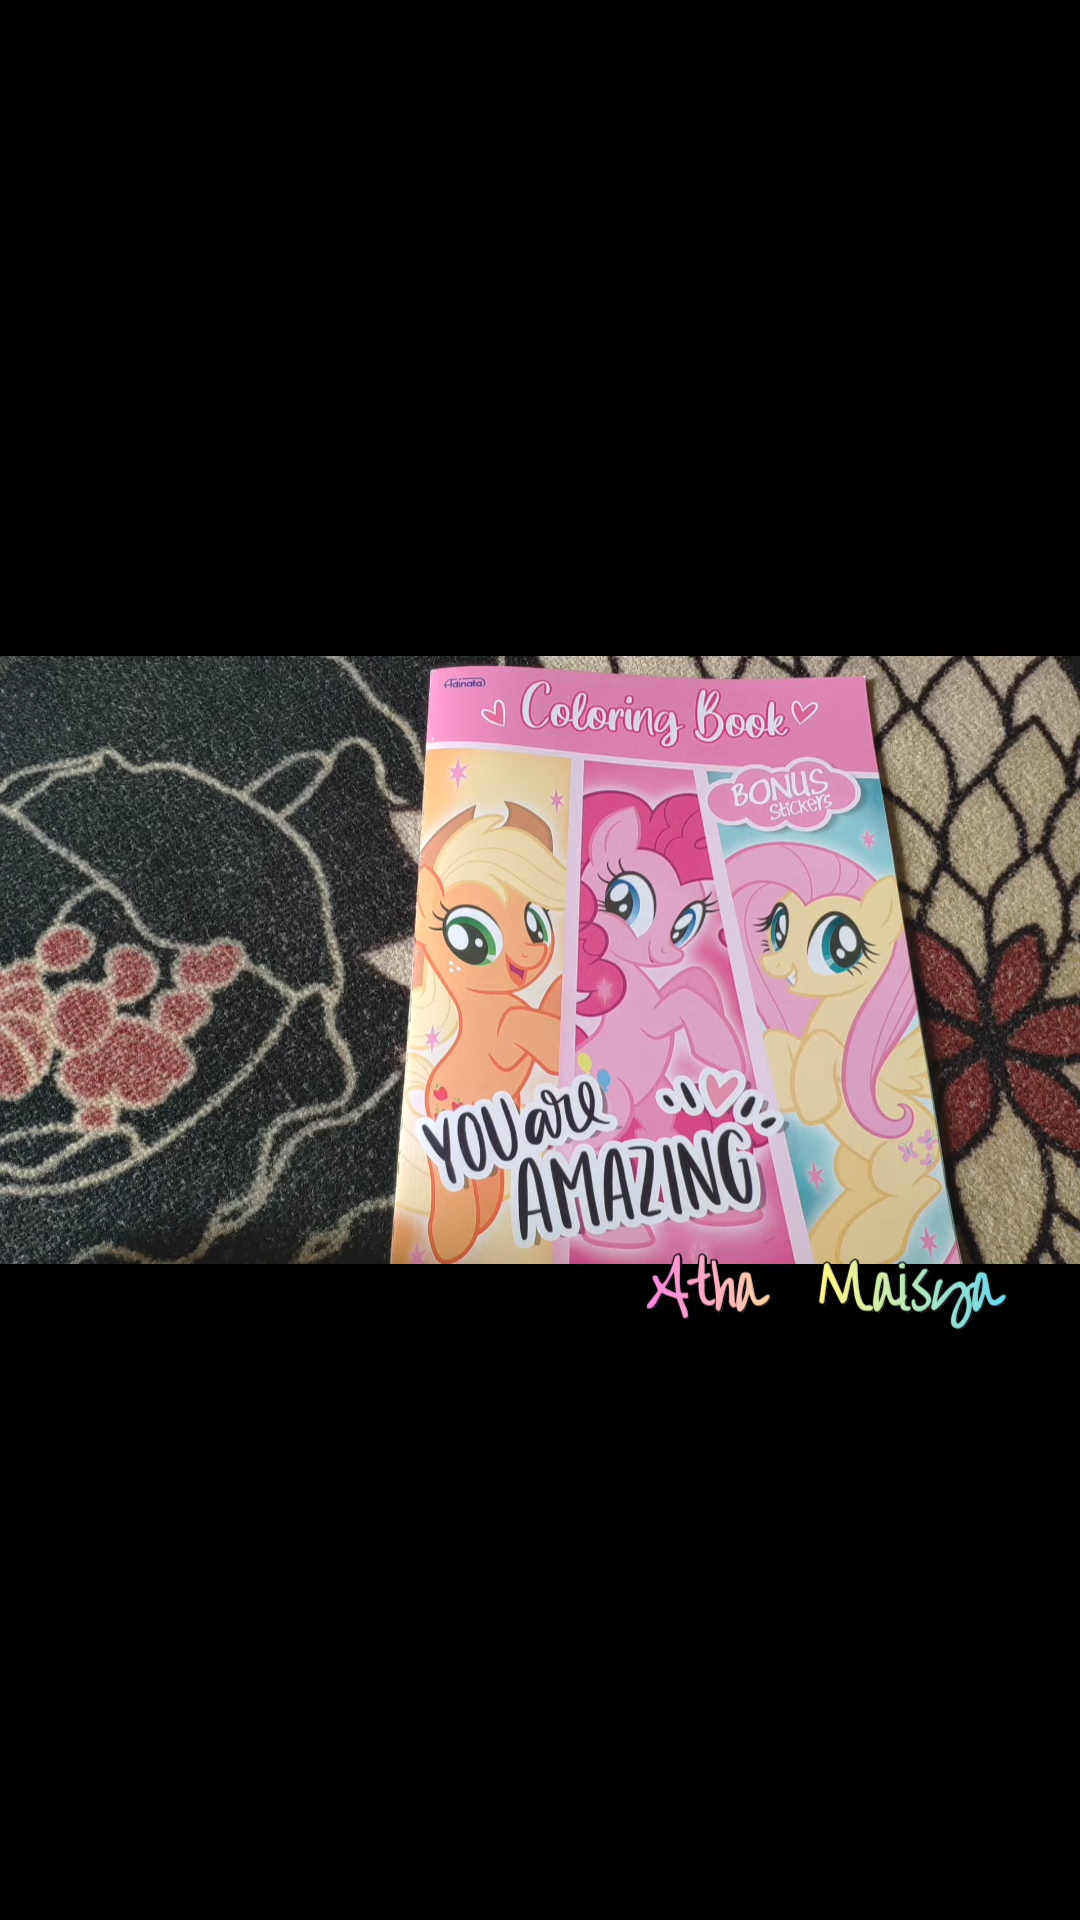 Adinata
Coloring Book
BONUS
Stickers
YOU are
AMAZING
Atha Maisya